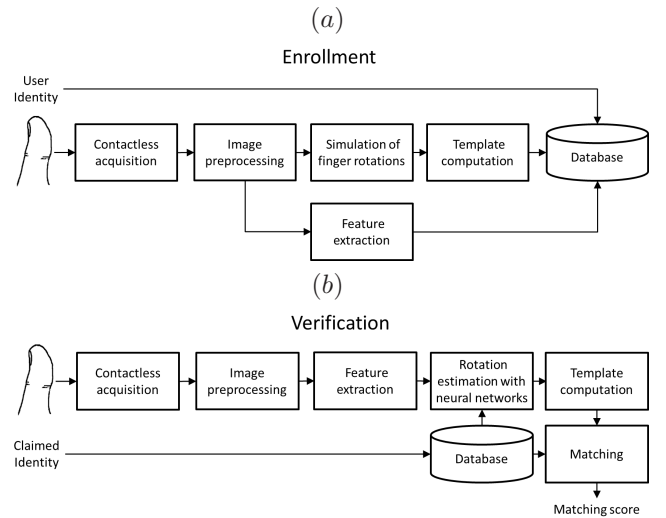 (a)
Enrollment
User
Identity
Contactless
acquisition
Image
preprocessing
Simulation of
finger rotations
Template
computation
Database
Feature
extraction
(b)
Verification
Contactless
acquisition
Image
preprocessing
Feature
extraction
Rotation
estimation with
neural networks
Template
computation
Claimed
Identity
Database
Matching
Matching score